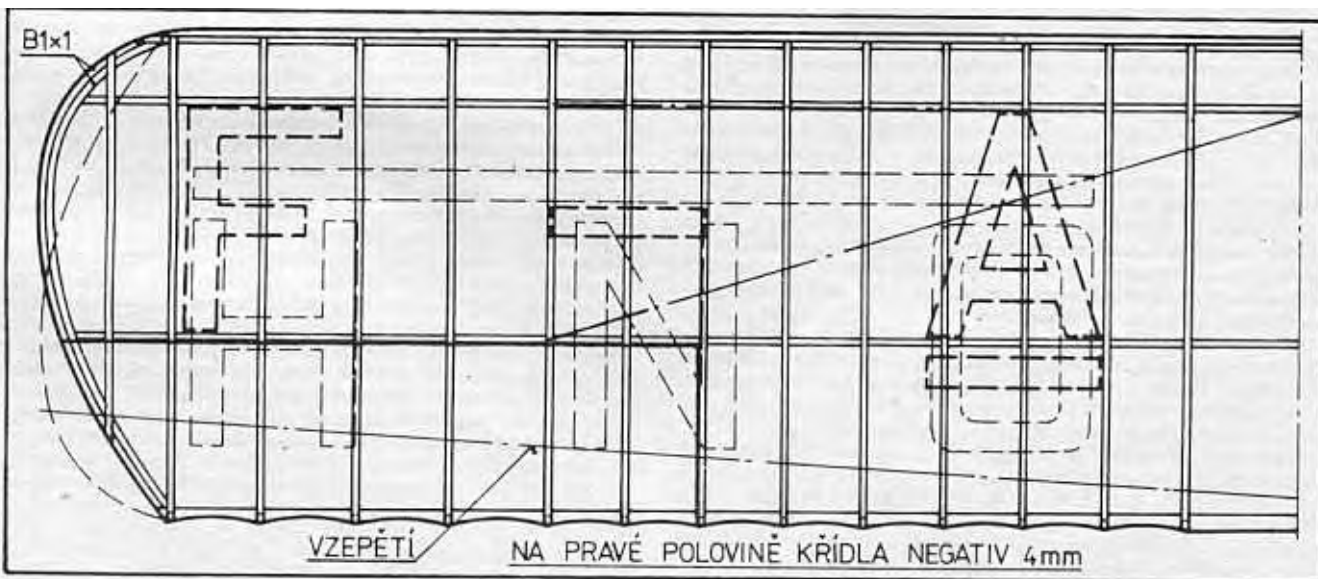 B1×1
F - A
H N O
VZEPĚTÍ
NA PRAVÉ POLOVINĚ KŘÍDLA NEGATIV 4mm